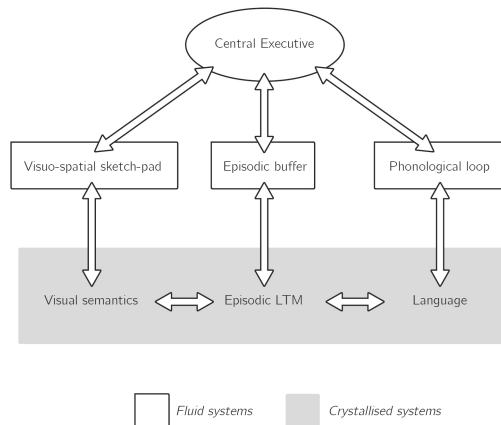 Central Executive
Visuo-spatial sketch-pad
Episodic buffer
Phonological loop
Visual semantics
Episodic LTM
Language
Fluid systems
Crystallised systems